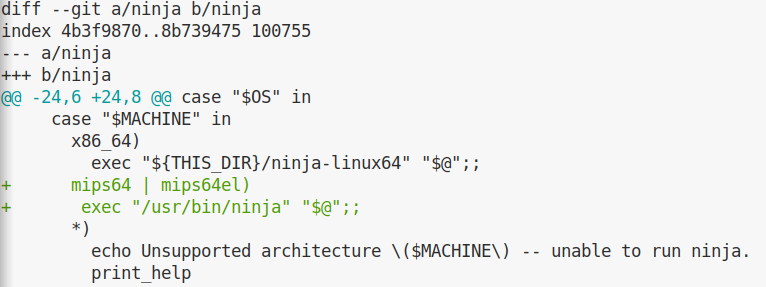 diff --git a/ninja b/ninja
index 4b3f9870..8b739475 100755
--- a/ninja
+++ b/ninja
@@ -24,6 +24,8 @@ case "$OS" in
     case "$MACHINE" in
       x86_64)
         exec "${THIS_DIR}/ninja-linux64" "$@";;
+      mips64 | mips64el)
+       exec "/usr/bin/ninja" "$@";;
       *)
         echo Unsupported architecture \($MACHINE\) -- unable to run ninja.
         print_help